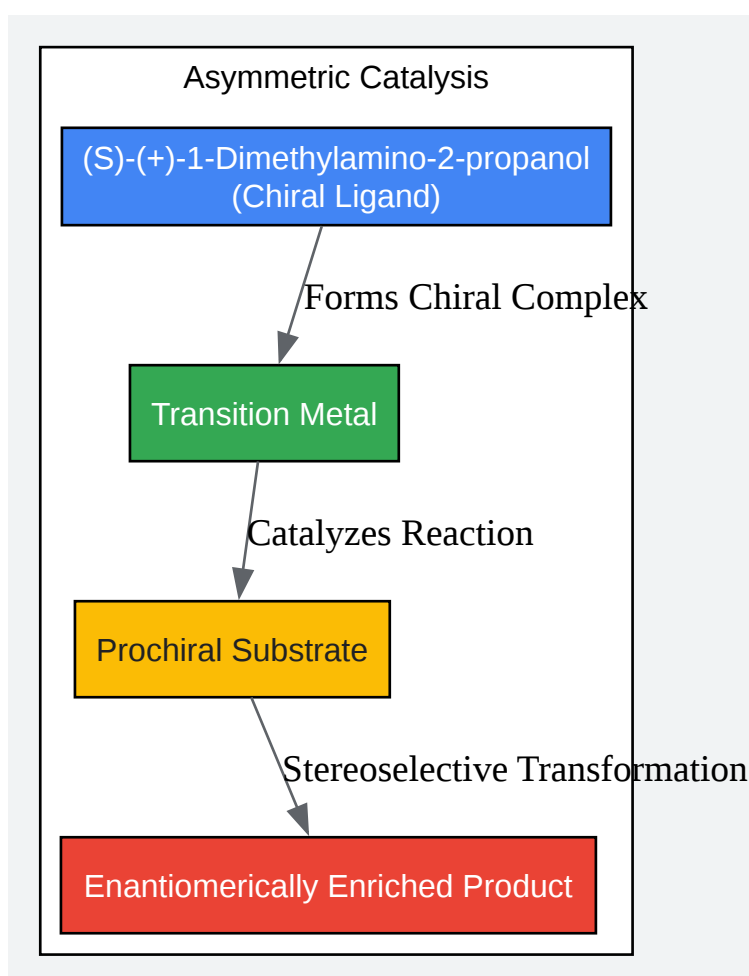 Asymmetric Catalysis
(S)-(+)-1-Dimethylamino-2-propanol
(Chiral Ligand)
Forms Chiral Complex
Transition Metal
Catalyzes Reaction
Prochiral Substrate
Stereoselective Transformation
Enantiomerically Enriched Product